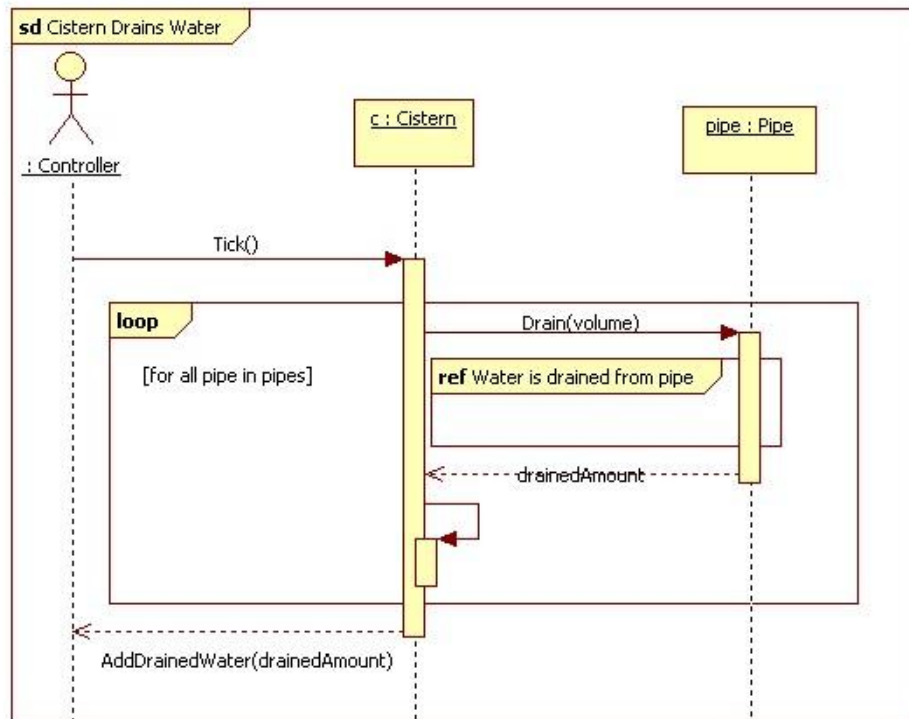 sd Cistern Drains Water
: Controller
c : Cistern
pipe : Pipe
Tick()
loop
[for all pipe in pipes]
Drain(volume)
ref Water is drained from pipe
drainedAmount
AddDrainedWater(drainedAmount)